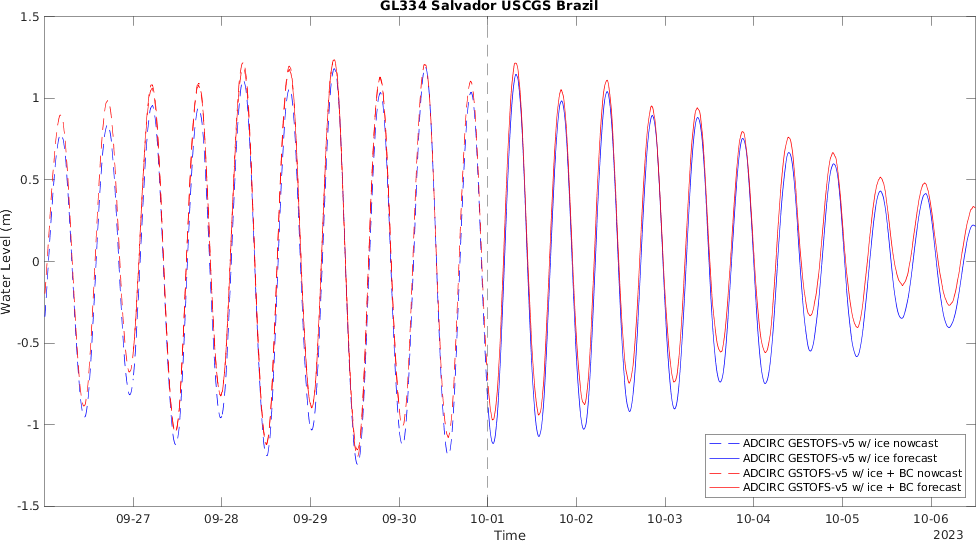 GL334 Salvador USCGS Brazil
1.5
1
0.5
0
-0.5
-1
-1.5
Water Level (m)
09-27 09-28 09-29 09-30 10-01 10-02 10-03 10-04 10-05 10-06
Time
2023
ADCIRC GESTOFS-v5 w/ ice nowcast
ADCIRC GESTOFS-v5 w/ ice forecast
ADCIRC GSTOFS-v5 w/ ice + BC nowcast
ADCIRC GSTOFS-v5 w/ ice + BC forecast